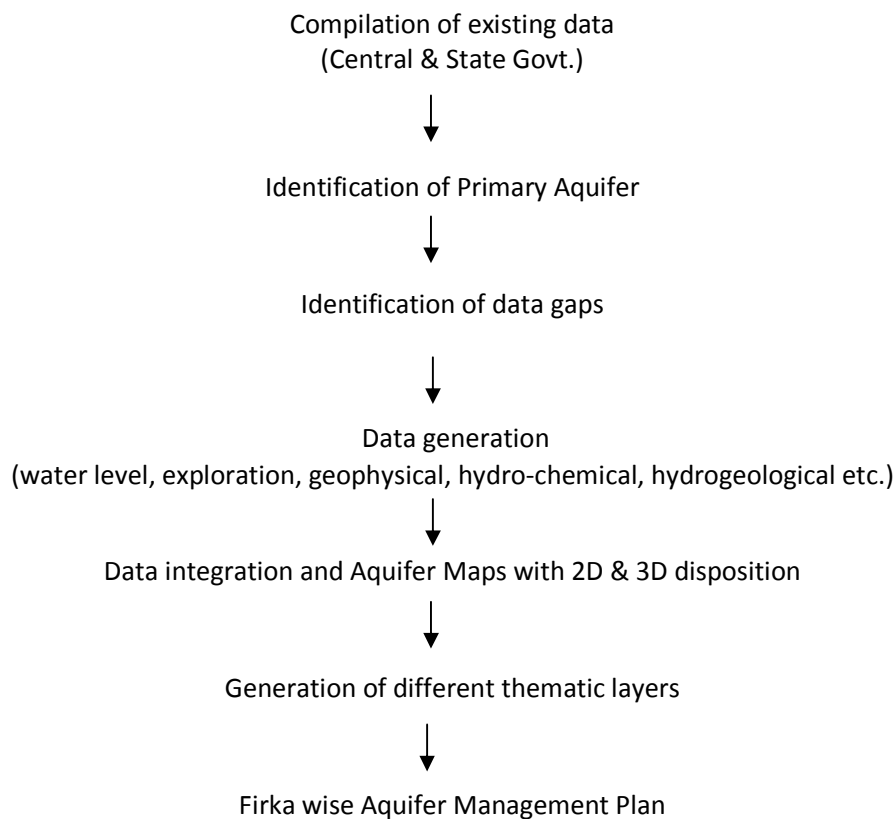 Compilation of existing data
(Central & State Govt.)
Identification of Primary Aquifer
Identification of data gaps
Data generation
(water level, exploration, geophysical, hydro-chemical, hydrogeological etc.)
Data integration and Aquifer Maps with 2D & 3D disposition
Generation of different thematic layers
Firka wise Aquifer Management Plan